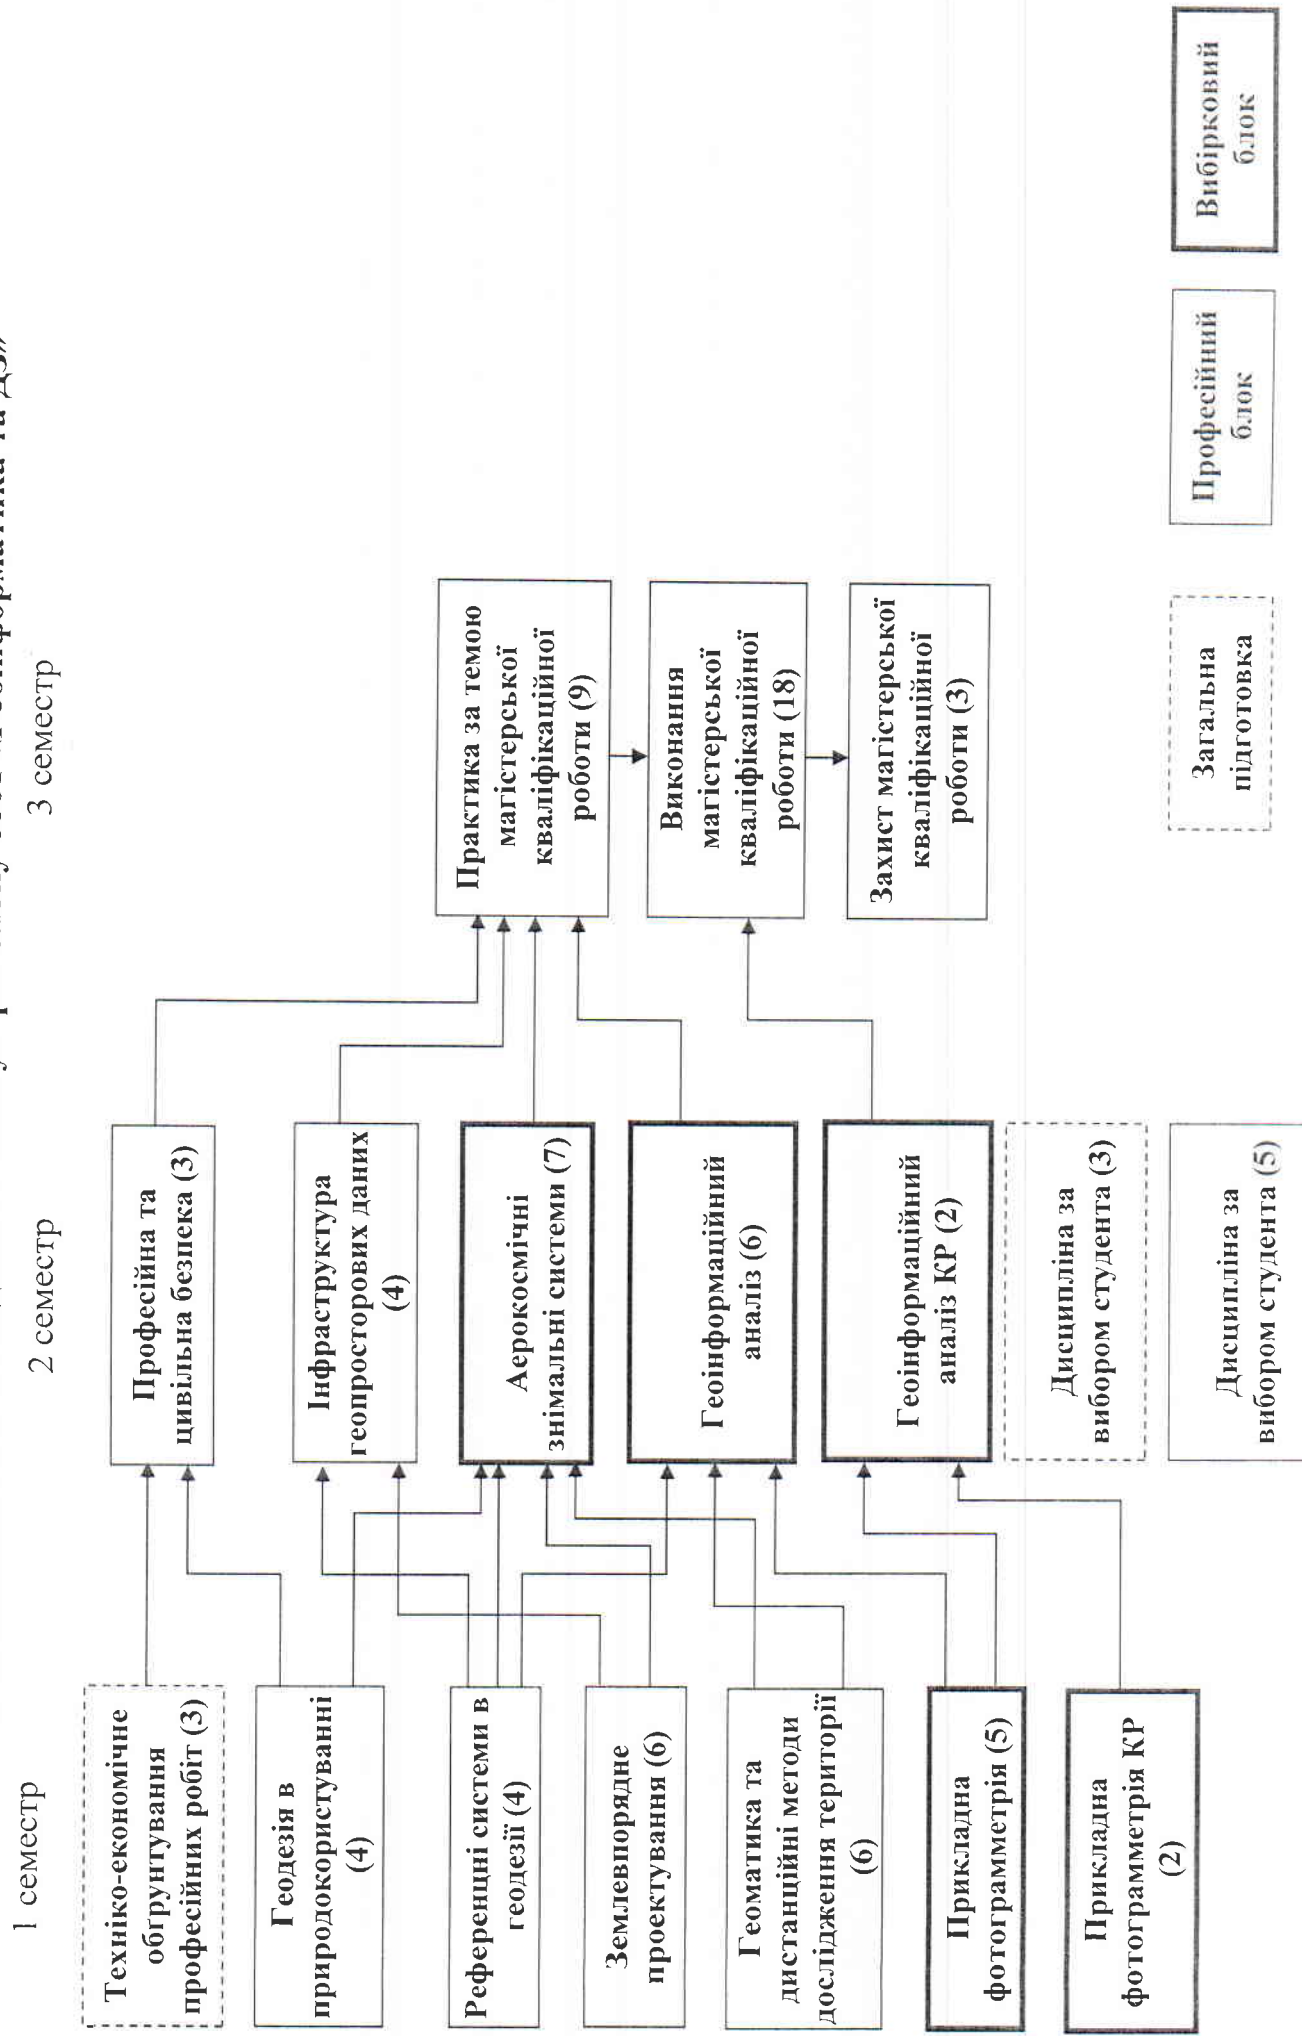 1 семестр
2 семестр
3 семестр
Техніко-економічне
обґрунтування
професійних робіт (3)
Геодезія в
природокористуванні
(4)
Референцні системи в
геодезії (4)
Землевпорядне
проектування (6)
Геоматика та
дистанційні методи
дослідження території
(6)
Прикладна
фотограмметрія (5)
Прикладна
фотограмметрія КР
(2)
Професійна та
цивільна безпека (3)
Інфраструктура
геопросторових даних
(4)
Аерокосмічні
знімальні системи (7)
Геоінформаційний
аналіз (6)
Геоінформаційний
аналіз КР (2)
Дисципліна за
вибором студента (3)
Дисципліна за
вибором студента (5)
Практика за темою
магістерської
кваліфікаційної
роботи (9)
Виконання
магістерської
кваліфікаційної
роботи (18)
Захист магістерської
кваліфікаційної
роботи (3)
Загальна
підготовка
Професійний
блок
Вибірковий
блок